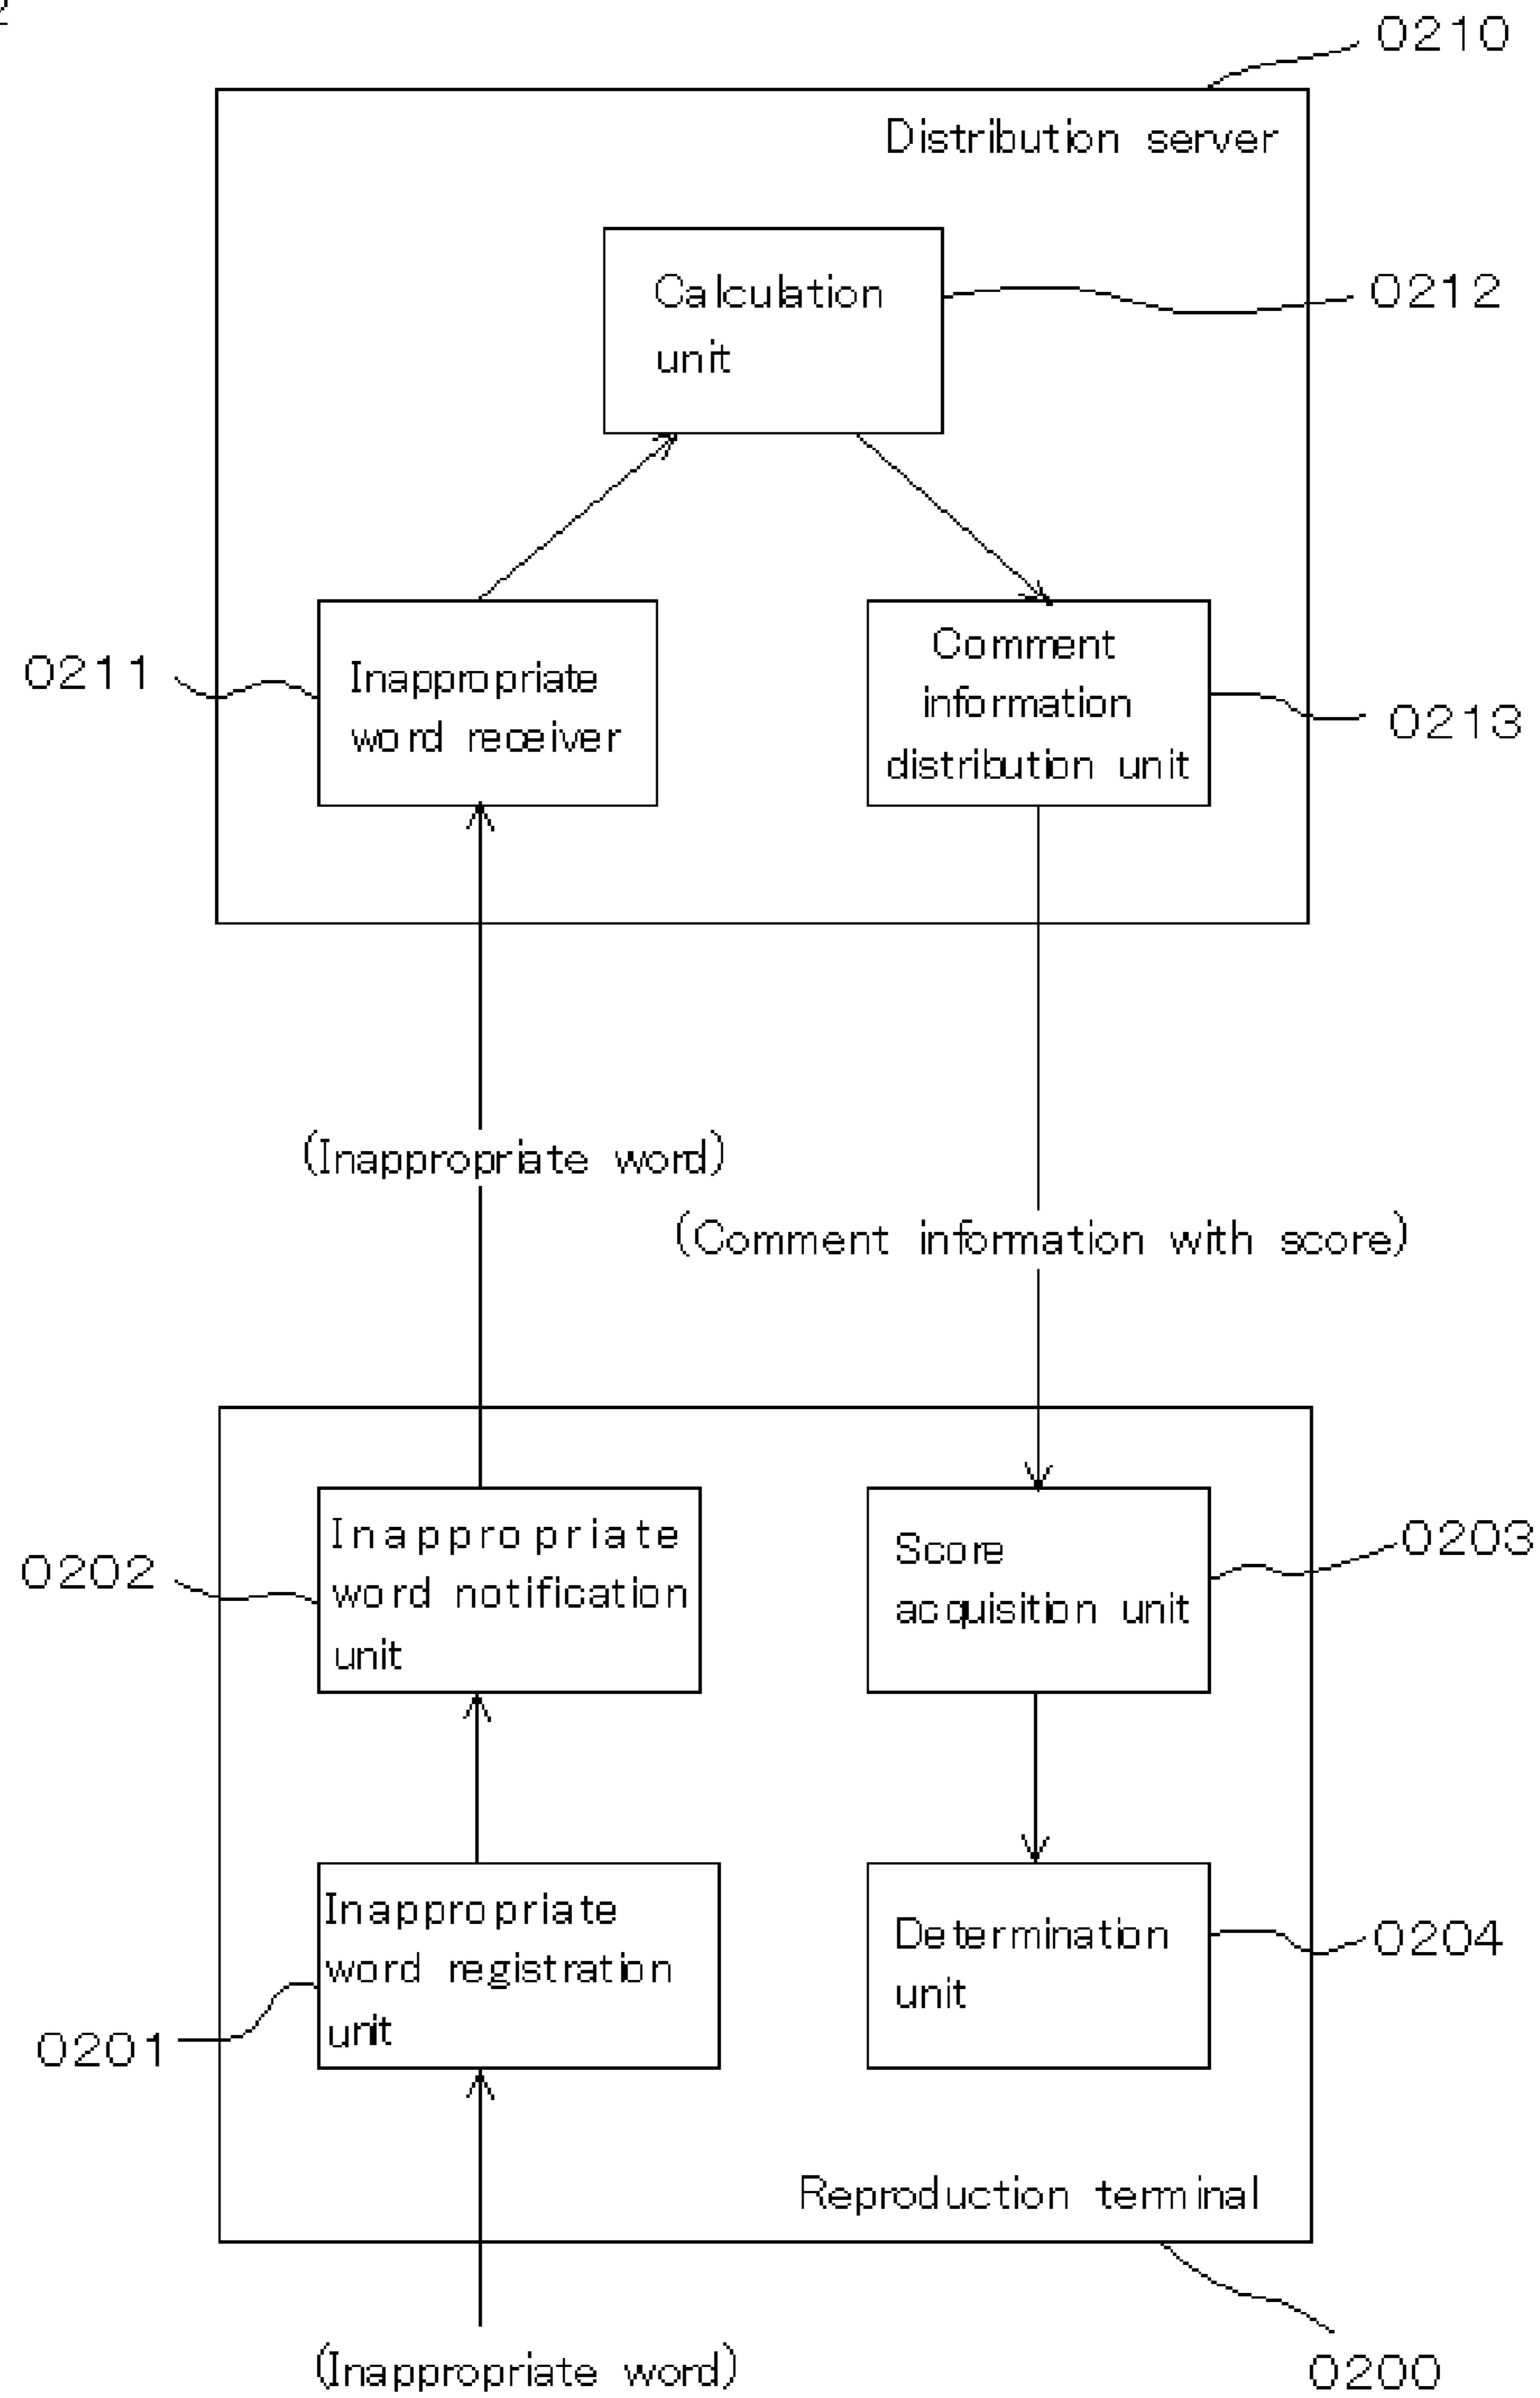 0210
Distribution server
Calculation
unit
0212
0211
Inappropriate
word receiver
Comment
information
distribution unit
0213
(Inappropriate word)
(Comment information with score)
0202
Inappropriate
word notification
unit
Score
acquisition unit
0203
0201
Inappropriate
word registration
unit
Determination
unit
0204
Reproduction terminal
0200
(Inappropriate word)